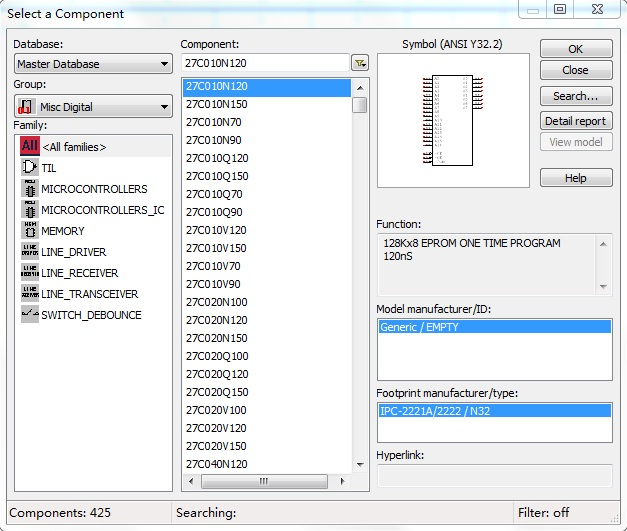 Select a Component
Database:
Master Database
Group:
Misc Digital
Family:
All <All families>
TIL
MICROCONTROLLERS
MICROCONTROLLERS_IC
MEMORY
LINE_DRIVER
LINE_RECEIVER
LINE_TRANSCEIVER
SWITCH_DEBOUNCE
Component:
27C010N120
27C010N120
27C010N150
27C010N70
27C010N90
27C010Q120
27C010Q150
27C010Q70
27C010Q90
27C010V120
27C010V150
27C010V70
27C010V90
27C020N100
27C020N120
27C020N150
27C020Q100
27C020Q120
27C020Q150
27C020V100
27C020V120
27C020V150
27C040N120
Symbol (ANSI Y32.2)
Function:
128Kx8 EPROM ONE TIME PROGRAM
120nS
Model manufacturer/ID:
Generic / EMPTY
Footprint manufacturer/type:
IPC-2221A/2222 / N32
Hyperlink:
OK
Close
Search...
Detail report
View model
Help
Components: 425
Searching:
Filter: off